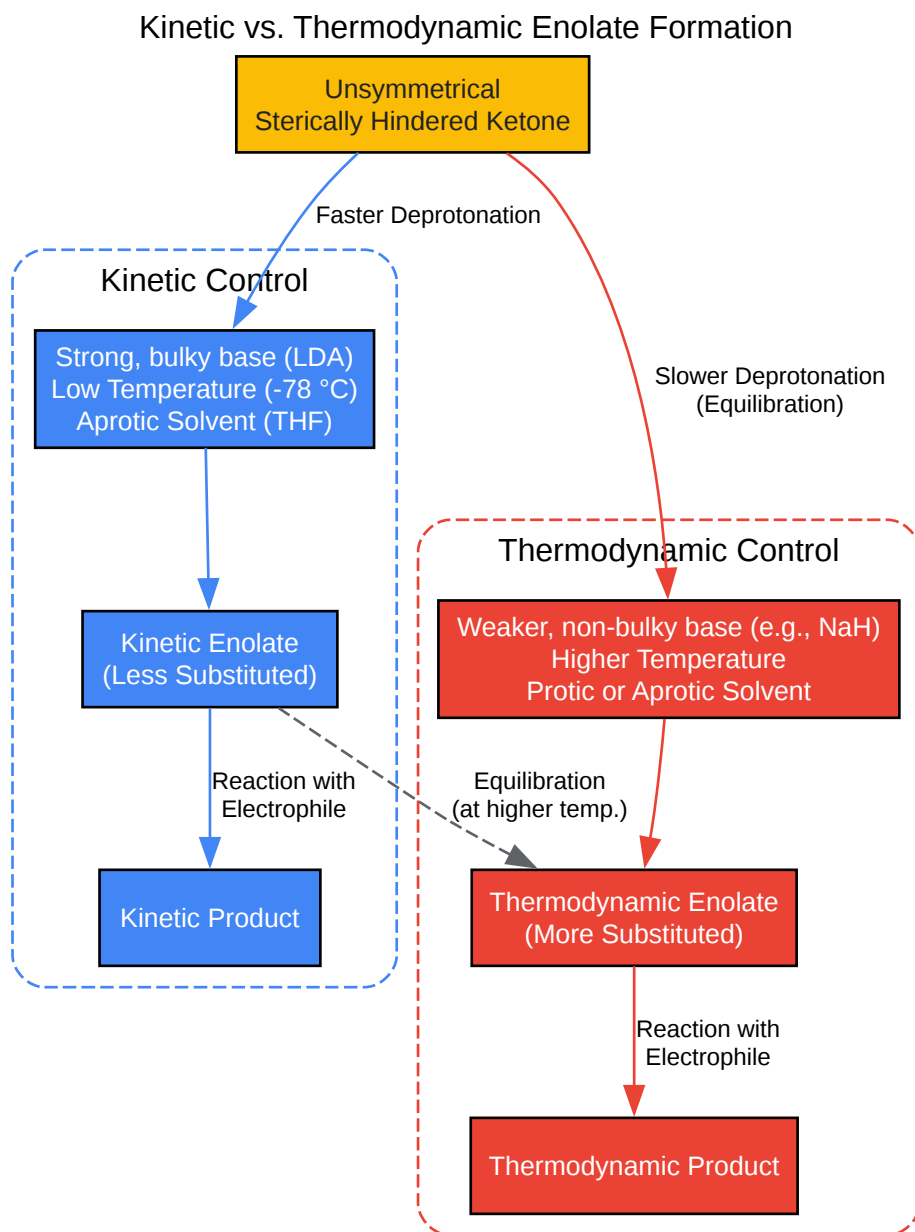 Kinetic vs. Thermodynamic Enolate Formation
Unsymmetrical
Sterically Hindered Ketone
Faster Deprotonation
Kinetic Control
Strong, bulky base (LDA)
Low Temperature (-78 °C)
Aprotic Solvent (THF)
Slower Deprotonation
(Equilibration)
Thermodynamic Control
Weaker, non-bulky base (e.g., NaH)
Higher Temperature
Protic or Aprotic Solvent
Kinetic Enolate
(Less Substituted)
Reaction with
Electrophile
Equilibration
(at higher temp.)
Kinetic Product
Thermodynamic Enolate
(More Substituted)
Reaction with
Electrophile
Thermodynamic Product